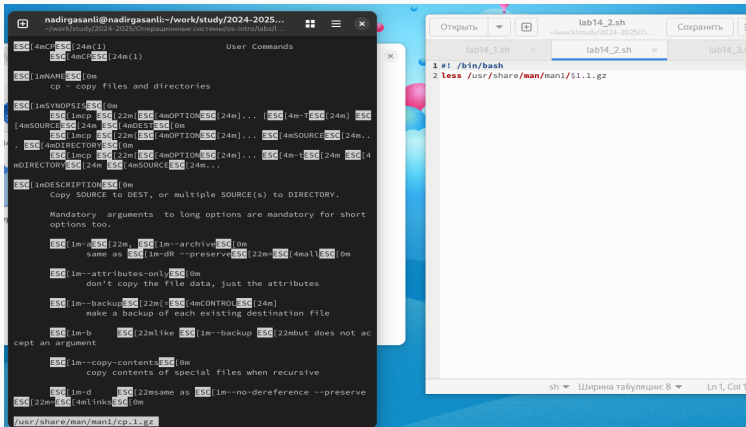 nadirgasanli@nadirgasanli:~/work/study/2024-2025...
~/work/study/2024-2025/Операционные системы/os-intro/labs/l...
ESC[4mCPESC[24m(1) User Commands
ESC[4mCPESC[24m(1)
ESC[1mNAMEESC[0m
cp - copy files and directories
ESC[1mSYNOPSISESC[0m
ESC[1mcp ESC[22m[ESC[4mOPTIONESC[24m]... [ESC[4m-TESC[24m] ESC
[4mSOURCEESC[24m ESC[4mDESTESC[0m
ESC[1mcp ESC[22m[ESC[4mOPTIONESC[24m]... ESC[4mSOURCEESC[24m..
. ESC[4mDIRECTORYESC[0m
ESC[1mcp ESC[22m[ESC[4mOPTIONESC[24m]... ESC[4m-tESC[24m ESC[4
mDIRECTORYESC[24m ESC[4mSOURCEESC[24m...
ESC[1mDESCRIPTIONESC[0m
Copy SOURCE to DEST, or multiple SOURCE(s) to DIRECTORY.
Mandatory arguments to long options are mandatory for short
options too.
ESC[1m-aESC[22m, ESC[1m--archiveESC[0m
same as ESC[1m-dR --preserveESC[22m=ESC[4mallESC[0m
ESC[1m--attributes-onlyESC[0m
don't copy the file data, just the attributes
ESC[1m--backupESC[22m[=ESC[4mCONTROLESC[24m]
make a backup of each existing destination file
ESC[1m-b ESC[22mlike ESC[1m--backup ESC[22mbut does not ac
cept an argument
ESC[1m--copy-contentsESC[0m
copy contents of special files when recursive
ESC[1m-d ESC[22msame as ESC[1m--no-dereference --preserve
ESC[22m=ESC[4mlinksESC[0m
/usr/share/man/man1/cp.1.gz
Открыть lab14_2.sh Сохранить
~/work/study/2024-2025/О...
lab14_1.sh lab14_2.sh lab14_3.s
1 #! /bin/bash
2 less /usr/share/man/man1/$1.1.gz
sh Ширина табуляции: 8 Ln 1, Col 1